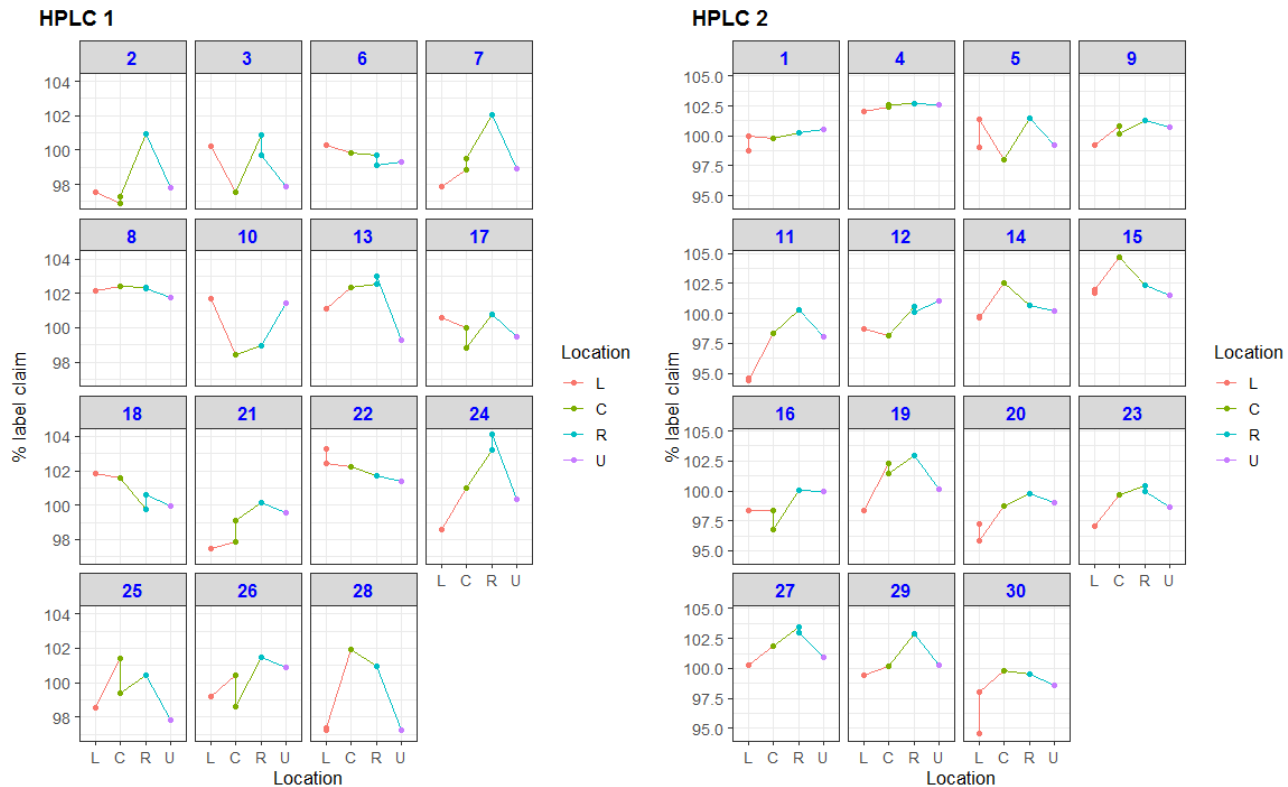 HPLC 1
2 3 6 7
104
102
100
98
8 10 13 17
104
102
100
98
18 21 22 24
104
102
100
98
L C R U
25 26 28
104
102
100
98
L C R U L C R U L C R U
Location
% label claim
Location
L
C
R
U
HPLC 2
1 4 5 9
105.0
102.5
100.0
97.5
95.0
11 12 14 15
105.0
102.5
100.0
97.5
95.0
16 19 20 23
105.0
102.5
100.0
97.5
95.0
L C R U
27 29 30
105.0
102.5
100.0
97.5
95.0
L C R U L C R U L C R U
Location
% label claim
Location
L
C
R
U